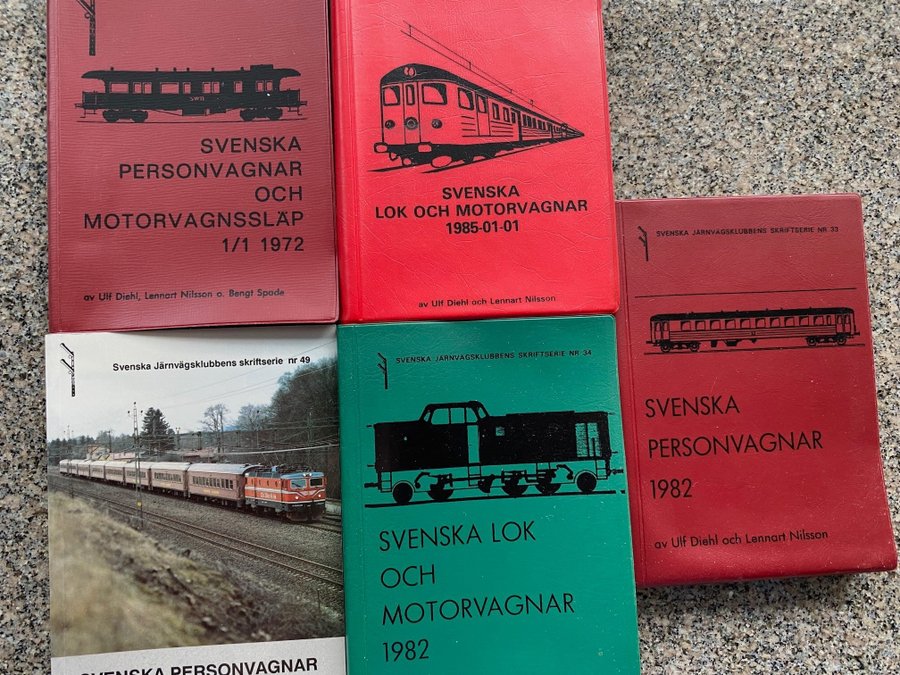 SVENSKA
PERSONVAGNAR
OCH
MOTORVAGNSSLÄP
1/1 1972
av Ulf Diehl, Lennart Nilsson o. Bengt Spade
SVENSKA
LOK OCH MOTORVAGNAR
1985-01-01
av Ulf Diehl och Lennart Nilsson
SVENSKA JÄRNVÄGSKLUBBENS SKRIFTSERIE NR 33
SVENSKA
PERSONVAGNAR
1982
av Ulf Diehl och Lennart Nilsson
Svenska Järnvägsklubbens skriftserie nr 49
SVENSKA PERSONVAGNAR
SVENSKA JÄRNVÄGSKLUBBENS SKRIFTSERIE NR 34
SVENSKA LOK
OCH
MOTORVAGNAR
1982